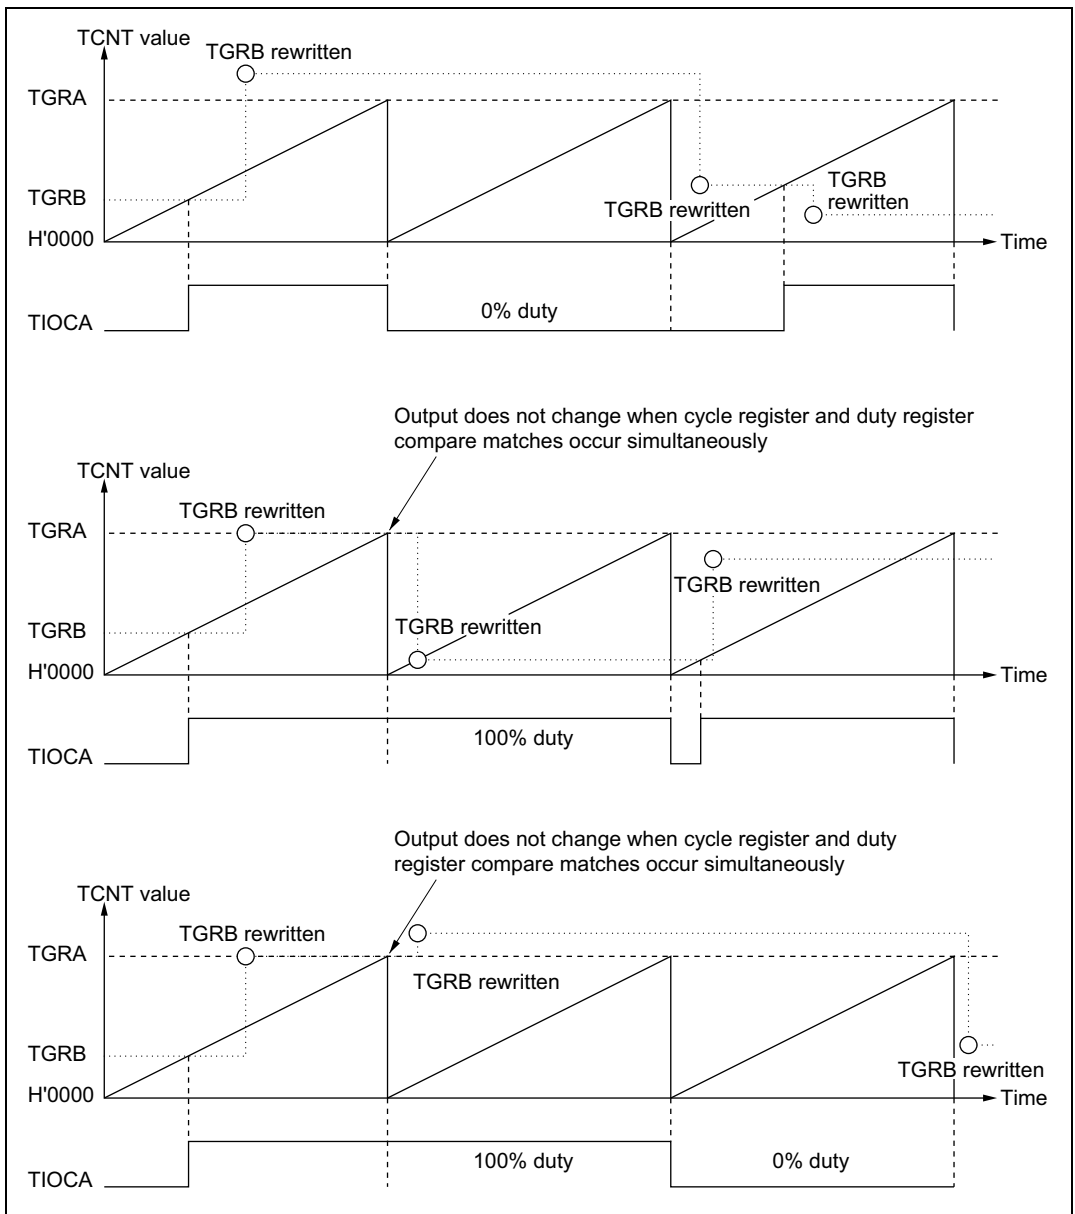 TCNT value
TGRB rewritten
TGRA
TGRB
TGRB
rewritten
TGRB rewritten
H'0000
Time
0% duty
TIOCA
Output does not change when cycle register and duty register
compare matches occur simultaneously
TCNT value
TGRB rewritten
TGRA
TGRB rewritten
TGRB
TGRB rewritten
H'0000
Time
100% duty
TIOCA
Output does not change when cycle register and duty
register compare matches occur simultaneously
TCNT value
TGRB rewritten
TGRA
TGRB rewritten
TGRB
TGRB rewritten
H'0000
Time
100% duty
0% duty
TIOCA